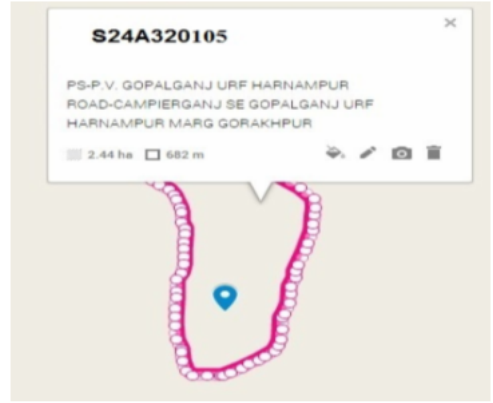 S24A320105
PS-P.V. GOPALGANJ URF HARNAMPUR
ROAD-CAMPIERGANJ SE GOPALGANJ URF
HARNAMPUR MARG GORAKHPUR
2.44 ha 682 m